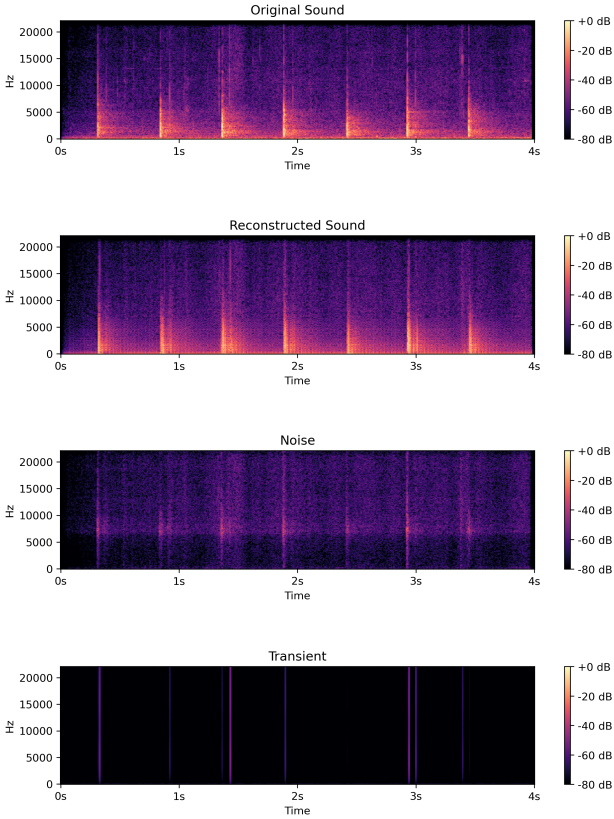 Original Sound
Hz
20000
15000
10000
5000
0
0s 1s 2s 3s 4s
Time
+0 dB
-20 dB
-40 dB
-60 dB
-80 dB
Reconstructed Sound
Hz
20000
15000
10000
5000
0
0s 1s 2s 3s 4s
Time
+0 dB
-20 dB
-40 dB
-60 dB
-80 dB
Noise
Hz
20000
15000
10000
5000
0
0s 1s 2s 3s 4s
Time
+0 dB
-20 dB
-40 dB
-60 dB
-80 dB
Transient
Hz
20000
15000
10000
5000
0
0s 1s 2s 3s 4s
Time
+0 dB
-20 dB
-40 dB
-60 dB
-80 dB